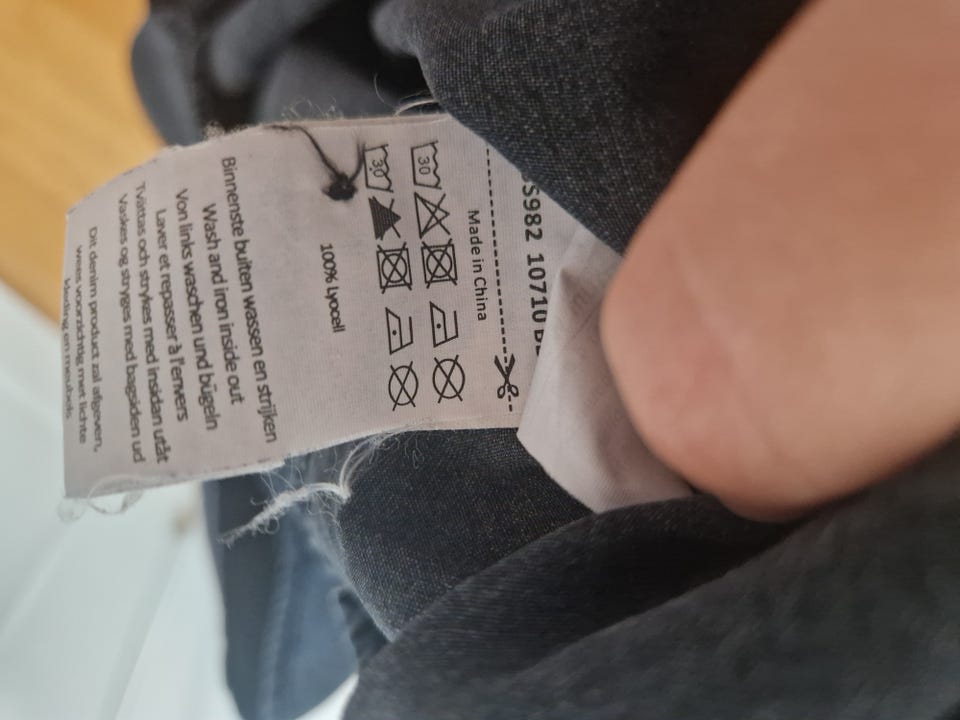 S982 10710
Made in China
30
30
100% Lyocell
Binnenste buiten wassen en strijken
Wash and iron inside out
Von links waschen und bügeln
Laver et repasser à l'envers
Tvättas och strykes med insidan utåt
Vaskes og stryges med bagsiden ud
Dit denim product zal afgeven,
wees voorzichtig met lichte
kleding en meubels